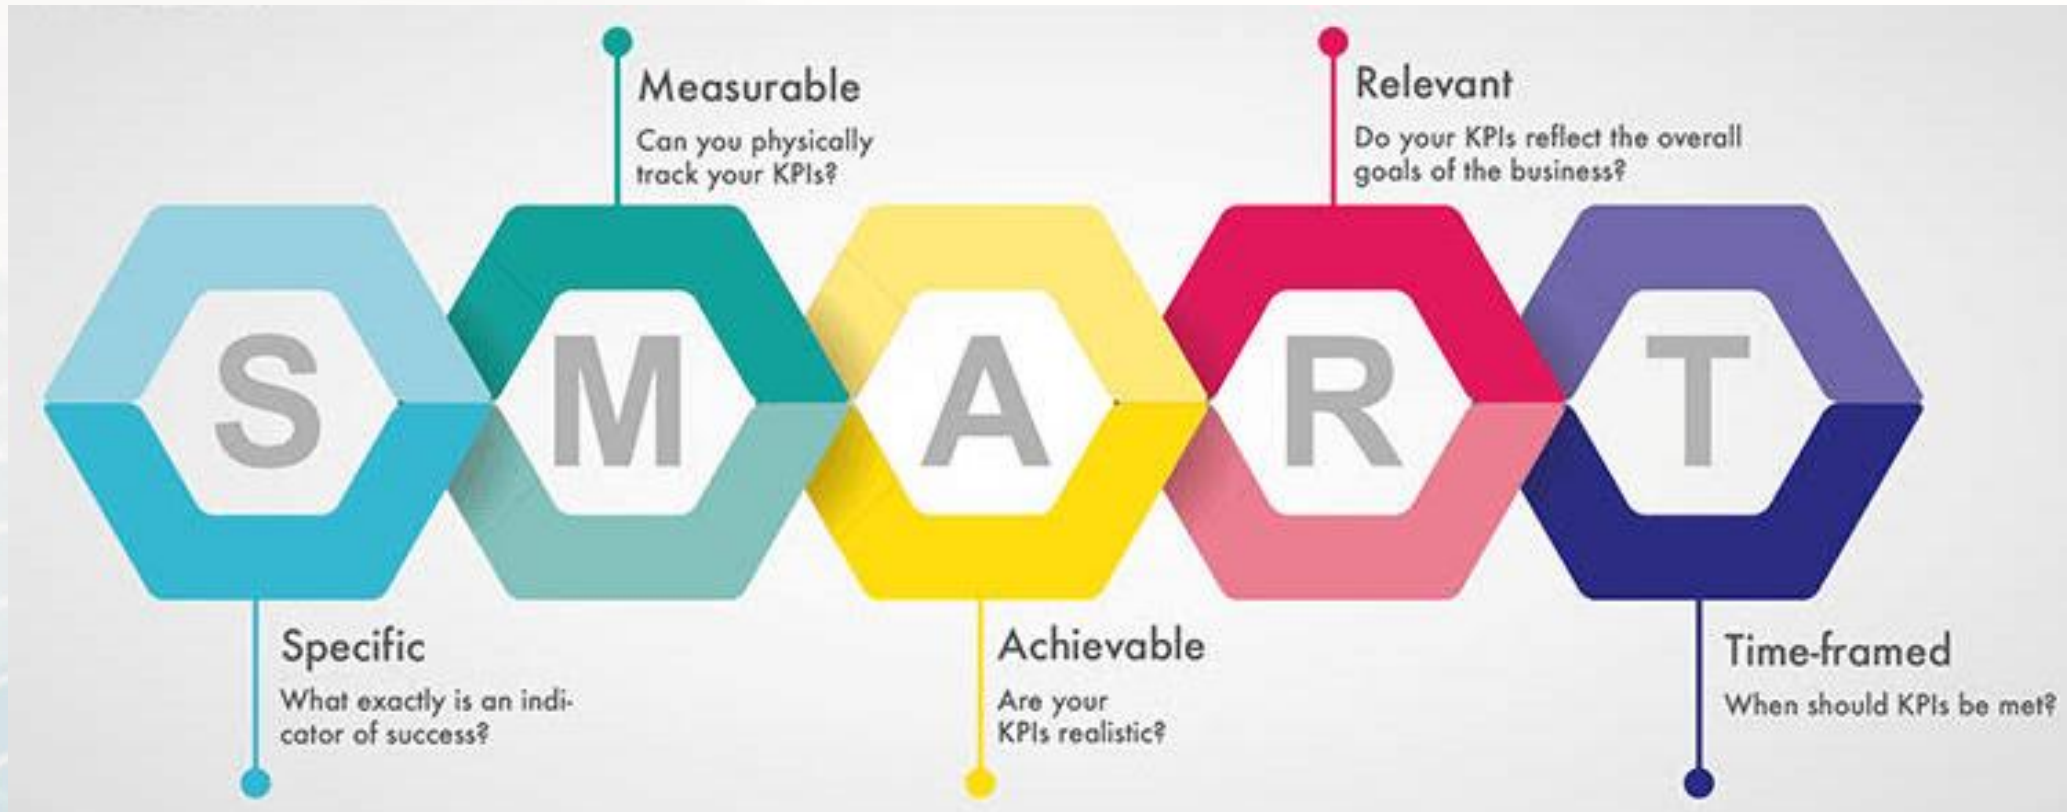 Measurable
Can you physically
track your KPIs?
Relevant
Do your KPIs reflect the overall
goals of the business?
S M A R T
Specific
What exactly is an indi-
cator of success?
Achievable
Are your
KPIs realistic?
Time-framed
When should KPIs be met?